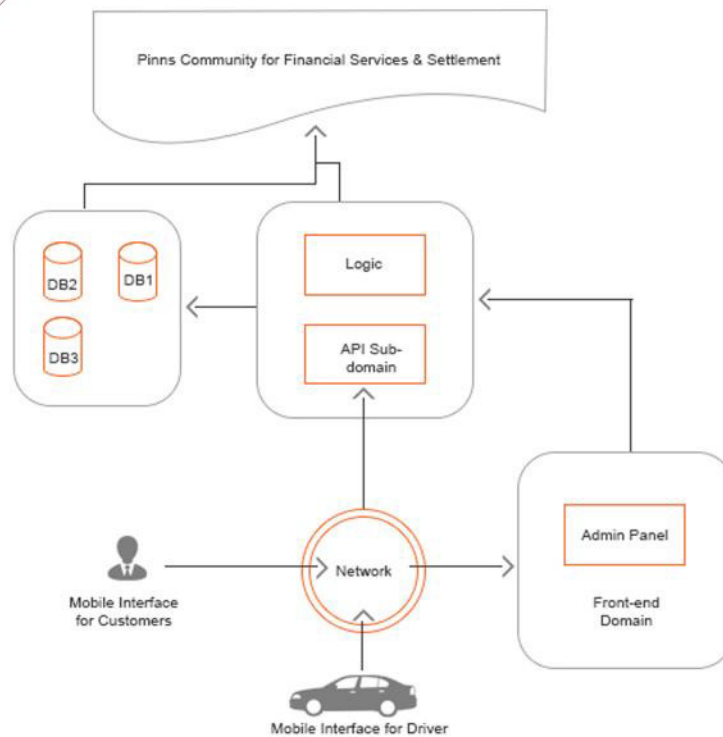 Pinns Community for Financial Services & Settlement
DB2
DB1
DB3
Logic
API Sub-
domain
Admin Panel
Front-end
Domain
Network
Mobile Interface
for Customers
Mobile Interface for Driver